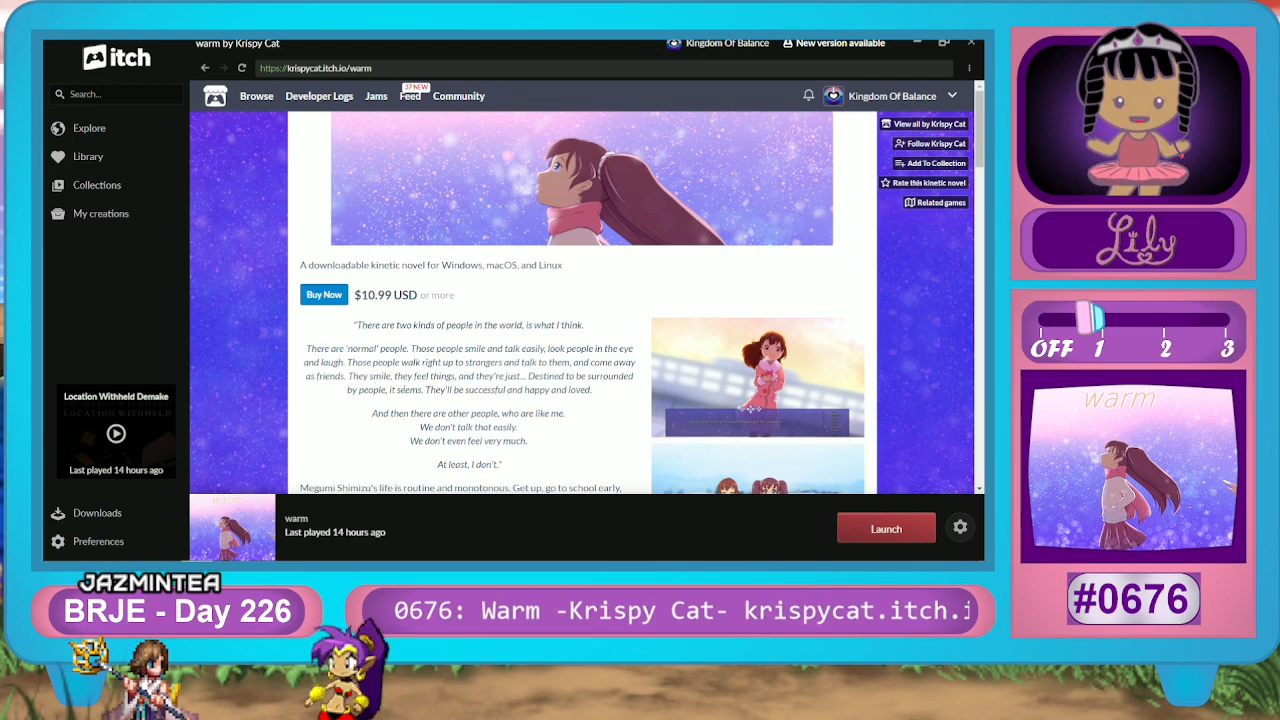 itch
warm by Krispy Cat
Kingdom Of Balance
New version available
https://krispycat.itch.io/warm
Search...
Explore
Library
Collections
My creations
Browse
Developer Logs
Jams
Feed
37 NEW
Community
Kingdom Of Balance
View all by Krispy Cat
Follow Krispy Cat
Add To Collection
Rate this kinetic novel
Related games
A downloadable kinetic novel for Windows, macOS, and Linux
Buy Now $10.99 USD or more
"There are two kinds of people in the world, is what I think.
There are 'normal' people. Those people smile and talk easily, look people in the eye
and laugh. Those people walk right up to strangers and talk to them, and come away
as friends. They smile, they feel things, and they're just... Destined to be surrounded
by people, it seems. They'll be successful and happy and loved.
And then there are other people, who are like me.
We don't talk that easily.
We don't even feel very much.
At least, I don't."
Megumi Shimizu's life is routine and monotonous. Get up, go to school early,
Location Withheld Demake
LOCATION WITHHELD
Last played 14 hours ago
Downloads
Preferences
warm
Last played 14 hours ago
Launch
Lily
OFF 1 2 3
warm
#0676
JAZMINTEA
BRJE - Day 226
0676: Warm -Krispy Cat- krispycat.itch.i